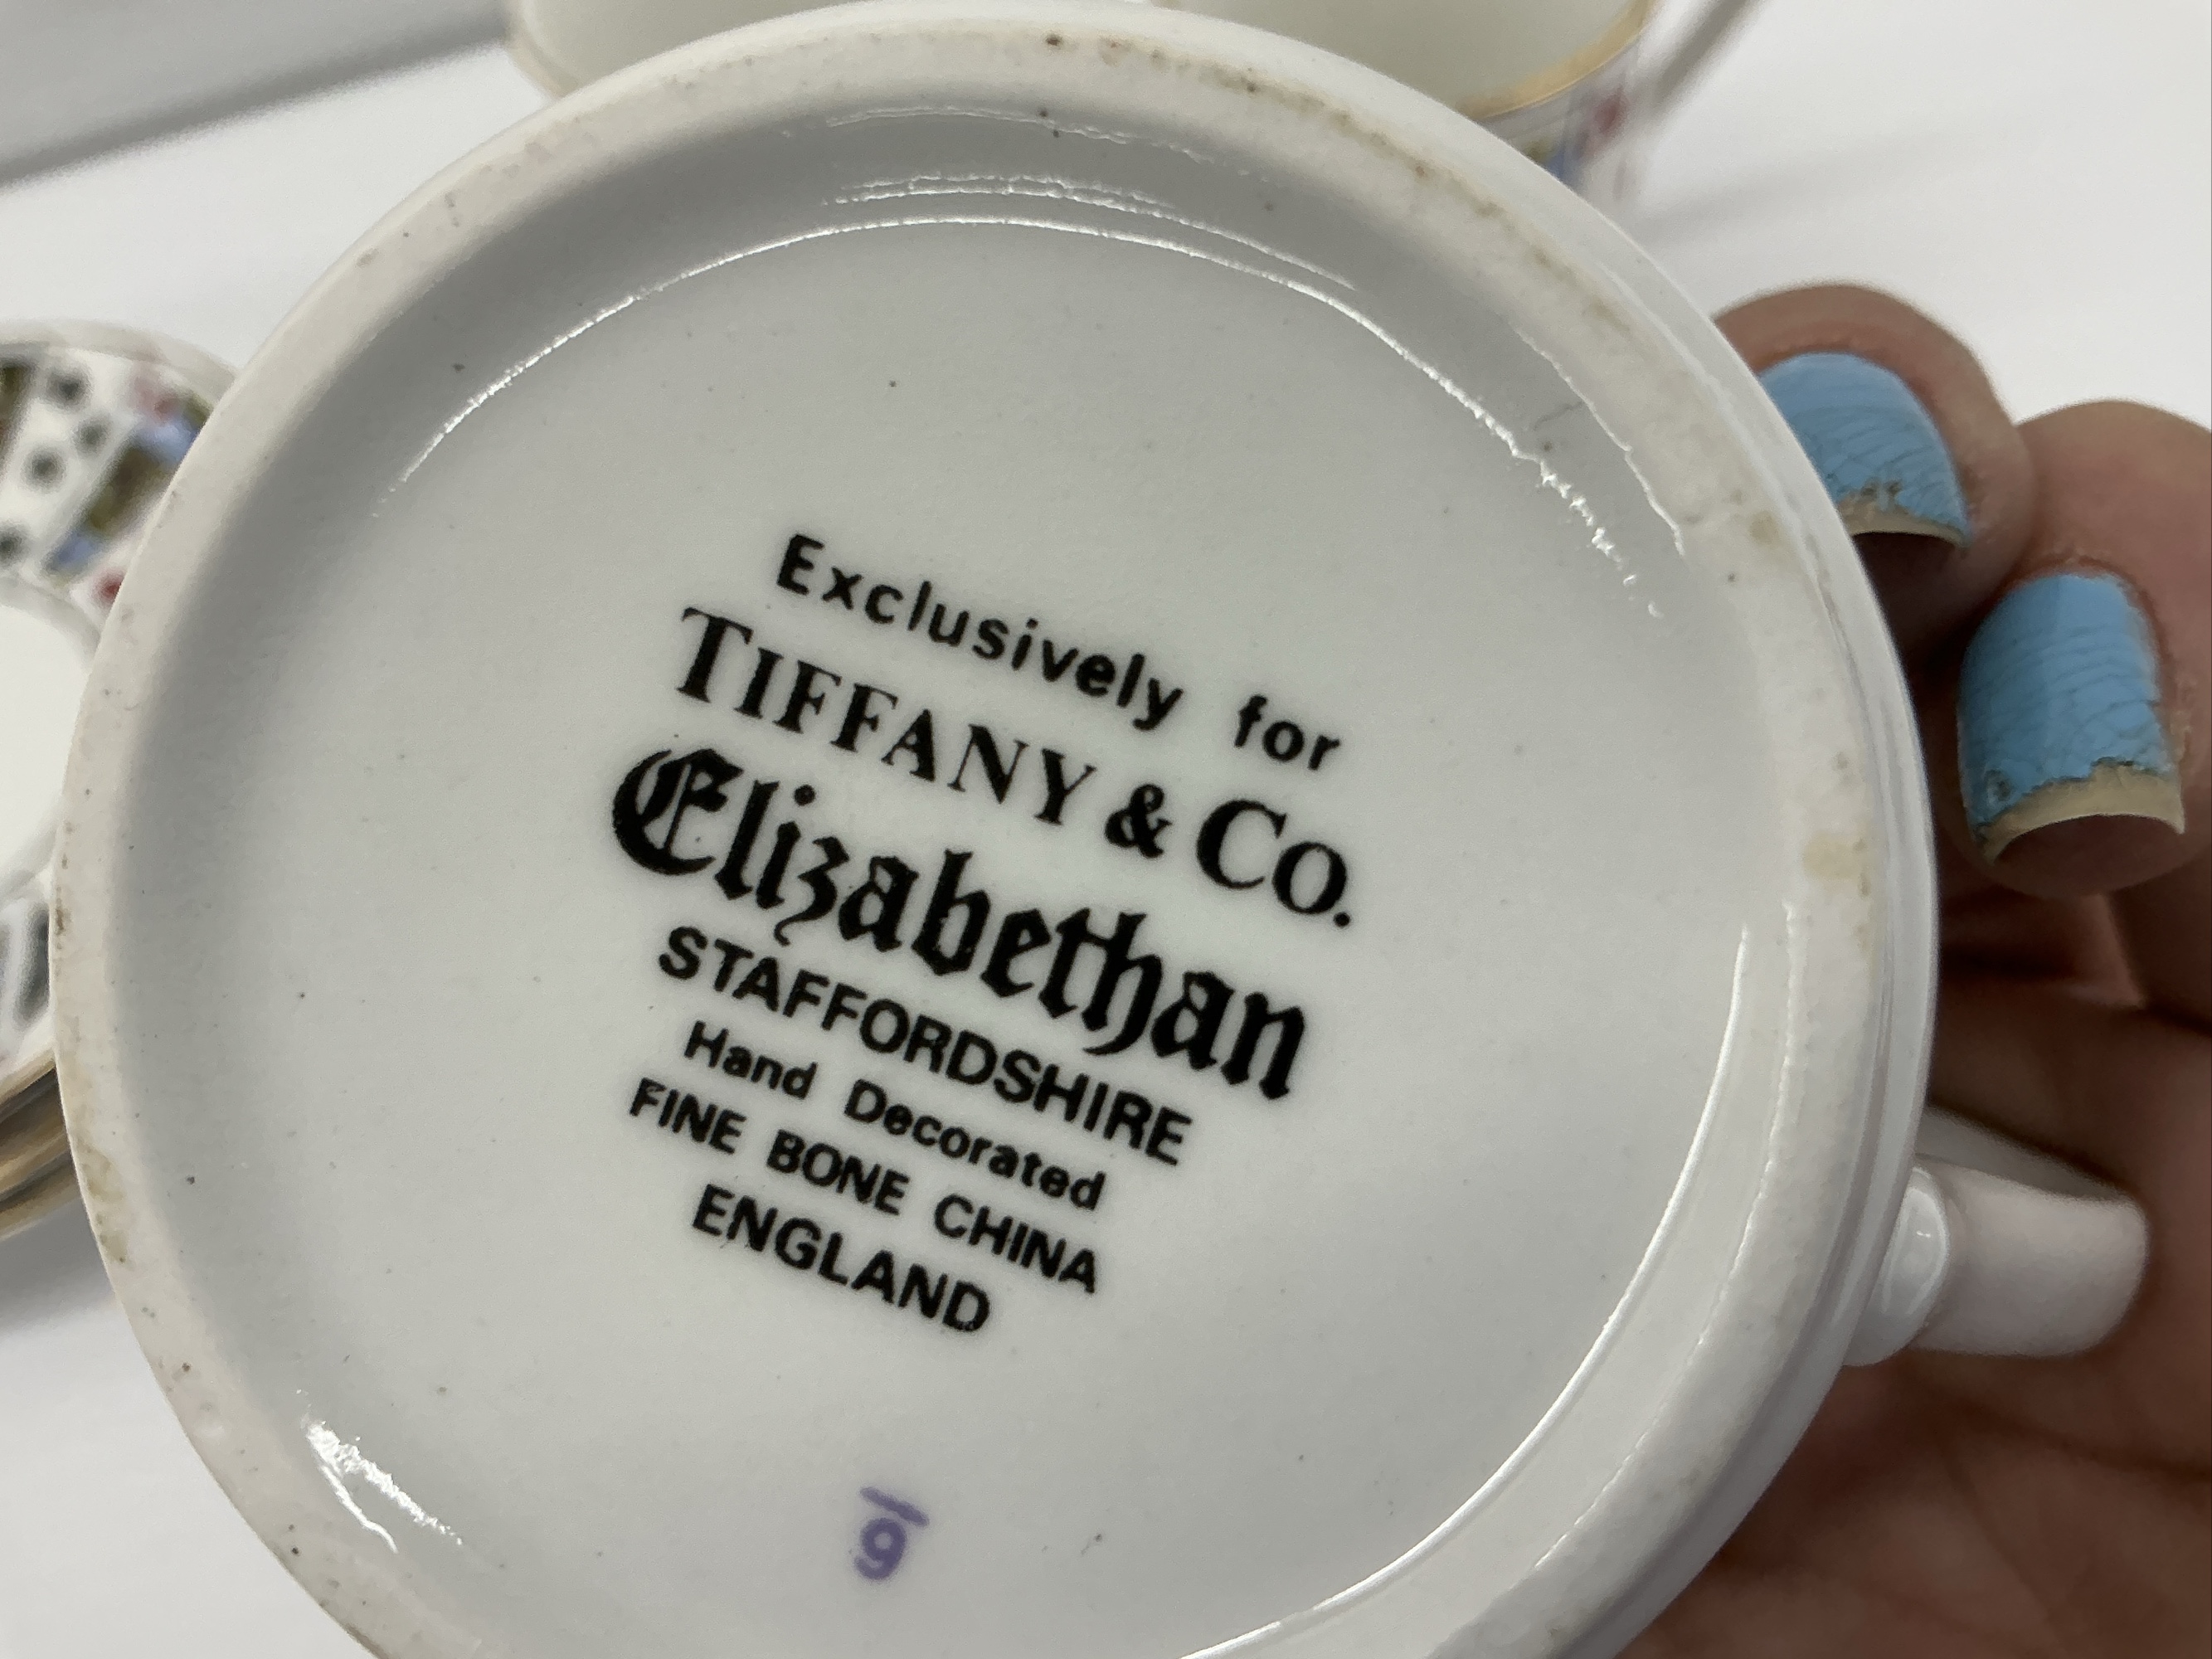 Exclusively for
TIFFANY & CO.
Elizabethan
STAFFORDSHIRE
Hand Decorated
FINE BONE CHINA
ENGLAND
9